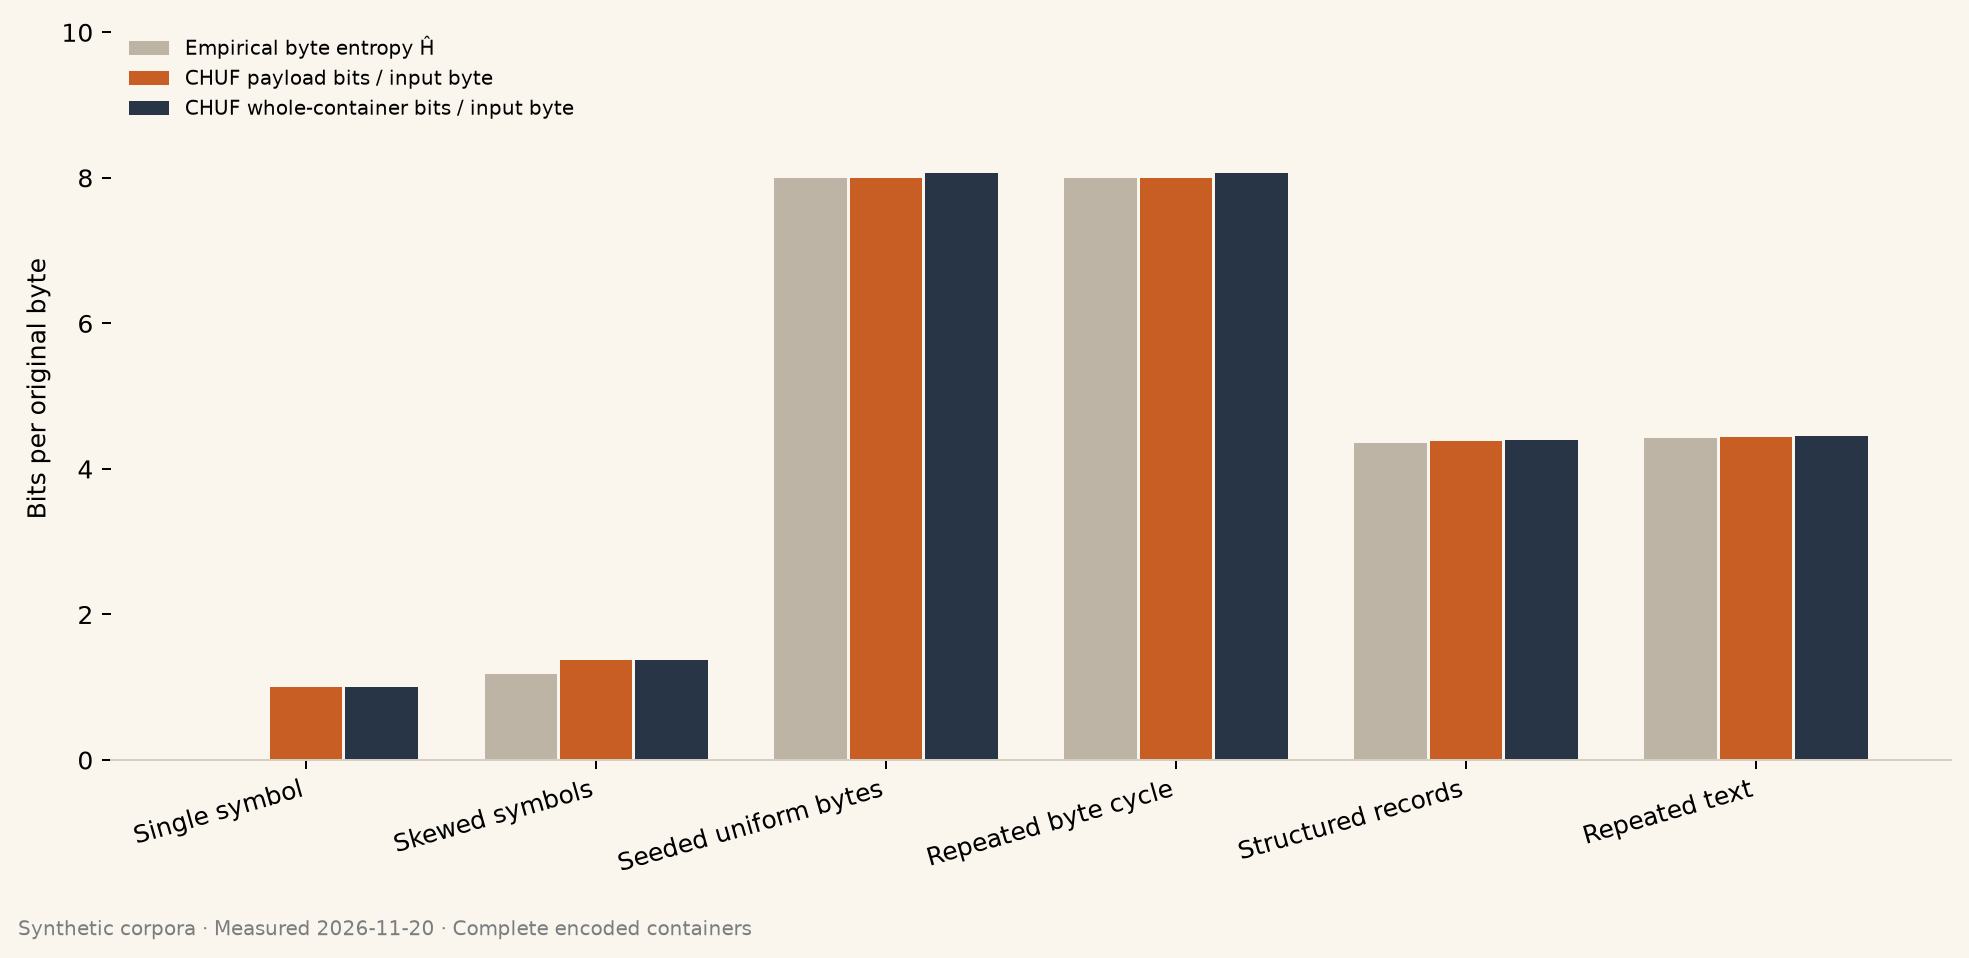 Empirical byte entropy Ĥ
CHUF payload bits / input byte
CHUF whole-container bits / input byte
Bits per original byte
10
8
6
4
2
0
Single symbol
Skewed symbols
Seeded uniform bytes
Repeated byte cycle
Structured records
Repeated text
Synthetic corpora · Measured 2026-11-20 · Complete encoded containers